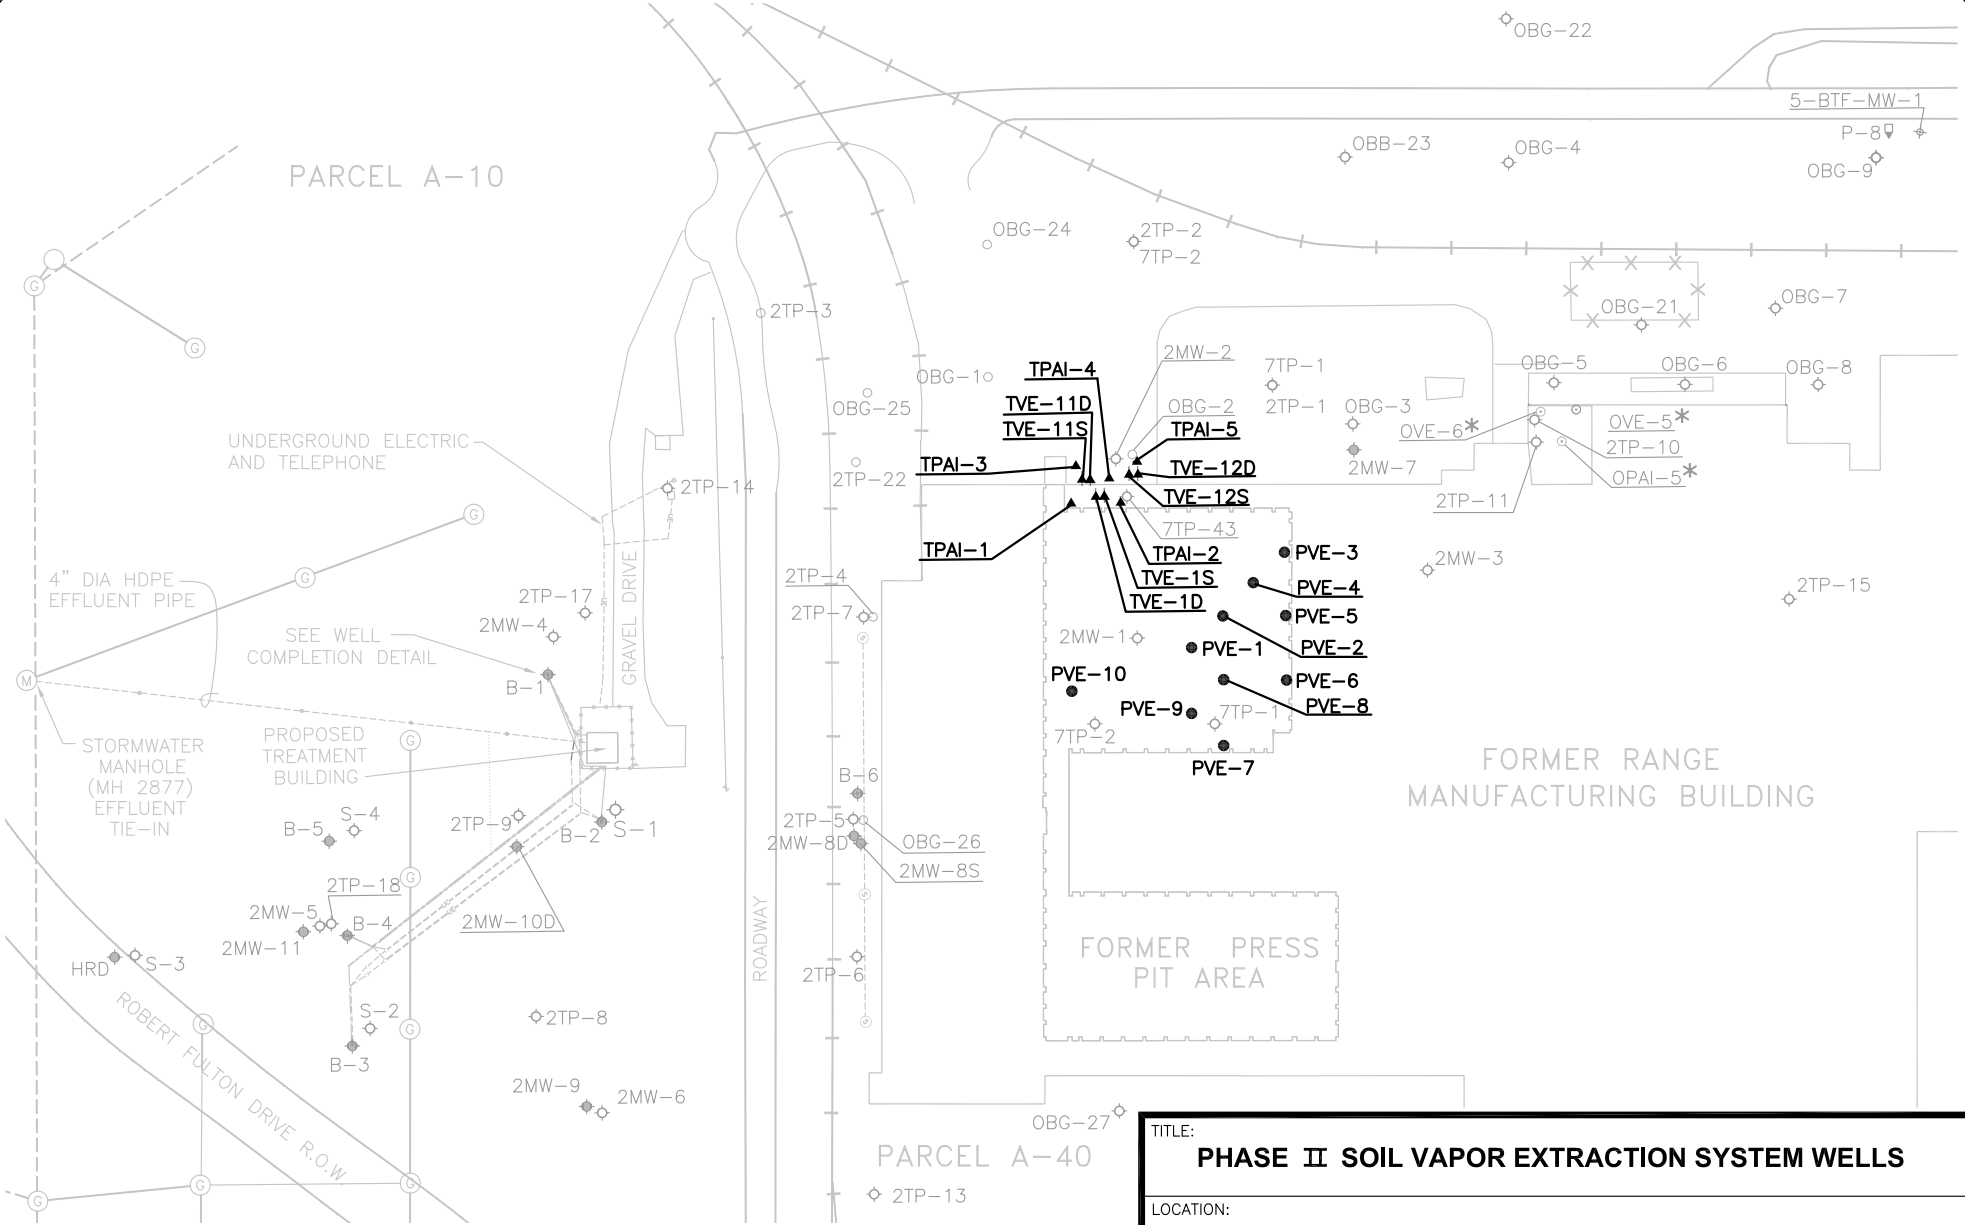 OBG-22
5-BTF-MW-1
P-8
OBB-23
OBG-4
OBG-9
PARCEL A-10
OBG-24
2TP-2
7TP-2
2TP-3
OBG-21
OBG-7
2MW-2
7TP-1
2TP-1
OBG-5
OBG-6
OBG-8
TPAI-4
OBG-1
TVE-11D
OBG-25
OBG-2
OBG-3
TVE-11S
TPAI-5
OVE-6*
OVE-5*
UNDERGROUND ELECTRIC
AND TELEPHONE
2TP-10
TPAI-3
2TP-22
TVE-12D
2MW-7
OPAI-5*
2TP-14
TVE-12S
2TP-11
7TP-43
TPAI-1
TPAI-2
PVE-3
2MW-3
4" DIA HDPE
EFFLUENT PIPE
GRAVEL DRIVE
2TP-4
TVE-1S
PVE-4
2TP-15
2TP-17
2TP-7
TVE-1D
PVE-5
2MW-4
SEE WELL
COMPLETION DETAIL
2MW-1
PVE-1
PVE-2
M
B-1
PVE-10
PVE-6
PVE-9
PVE-8
7TP-1
7TP-2
STORMWATER
MANHOLE
(MH 2877)
EFFLUENT
TIE-IN
PROPOSED
TREATMENT
BUILDING
PVE-7
FORMER RANGE
MANUFACTURING BUILDING
B-6
S-4
B-5
2TP-9
B-2
S-1
2TP-5
2MW-8D
OBG-26
2MW-8S
2TP-18
2MW-5
B-4
2MW-10D
2MW-11
ROADWAY
FORMER PRESS
PIT AREA
HRD
S-3
2TP-6
ROBERT FULTON DRIVE R.O.W
S-2
2TP-8
B-3
2MW-9
2MW-6
OBG-27
PARCEL A-40
2TP-13
G
G
G
G
G
G
G
G
G
G
G
G
S
S
S
TITLE:
PHASE II SOIL VAPOR EXTRACTION SYSTEM WELLS
LOCATION: